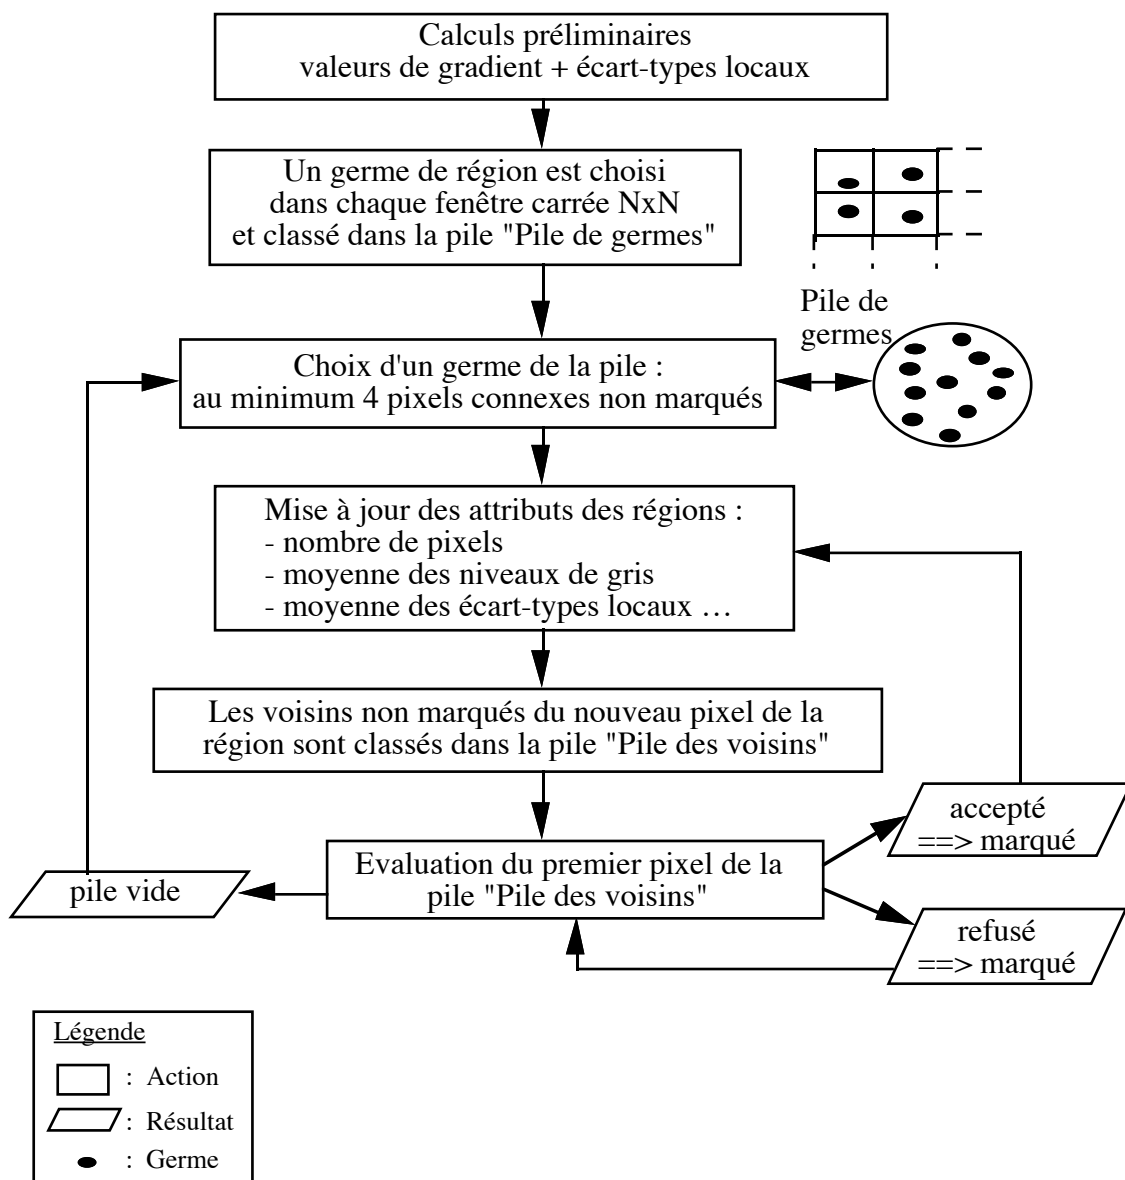 Calculs préliminaires
valeurs de gradient + écart-types locaux
Un germe de région est choisi
dans chaque fenêtre carrée NxN
et classé dans la pile "Pile de germes"
Pile de
germes
Choix d'un germe de la pile :
au minimum 4 pixels connexes non marqués
Mise à jour des attributs des régions :
- nombre de pixels
- moyenne des niveaux de gris
- moyenne des écart-types locaux …
Les voisins non marqués du nouveau pixel de la
région sont classés dans la pile "Pile des voisins"
accepté
==> marqué
Evaluation du premier pixel de la
pile "Pile des voisins"
pile vide
refusé
==> marqué
Légende
: Action
: Résultat
: Germe